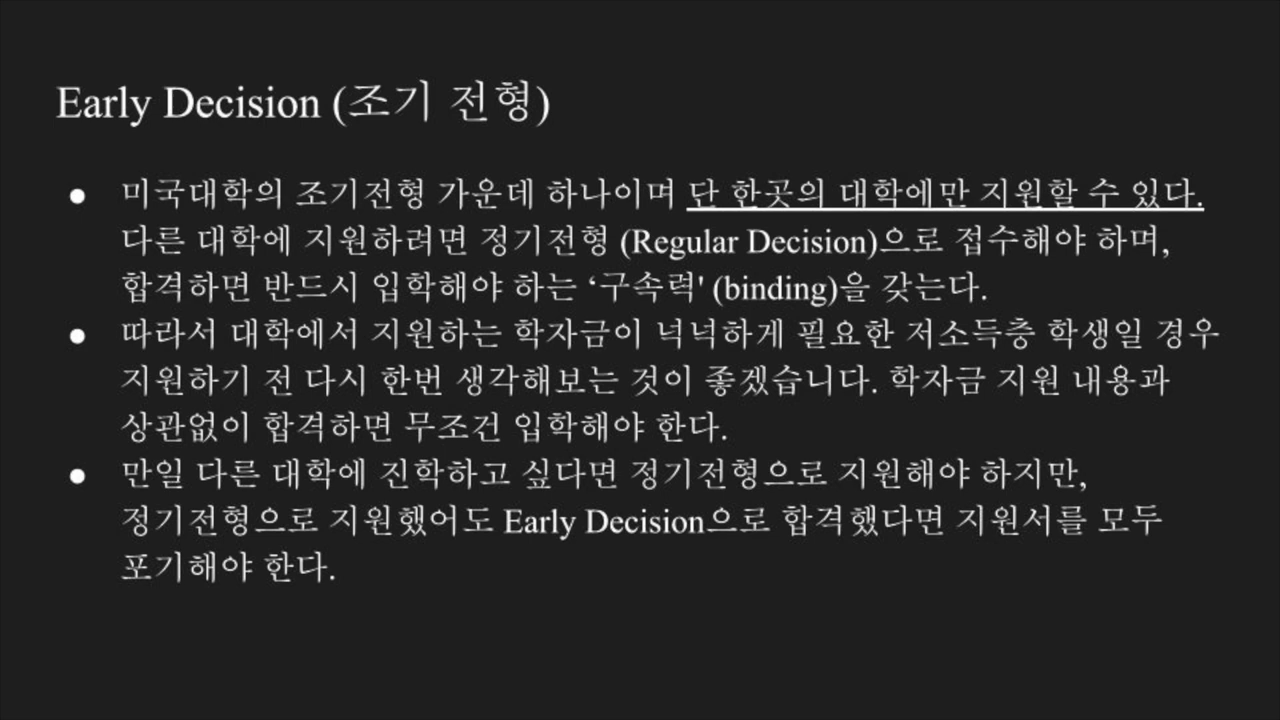 Early Decision (조기 전형)
● 미국대학의 조기전형 가운데 하나이며 단 한곳의 대학에만 지원할 수 있다.
다른 대학에 지원하려면 정기전형 (Regular Decision)으로 접수해야 하며,
합격하면 반드시 입학해야 하는 ‘구속력' (binding)을 갖는다.
● 따라서 대학에서 지원하는 학자금이 넉넉하게 필요한 저소득층 학생일 경우
지원하기 전 다시 한번 생각해보는 것이 좋겠습니다. 학자금 지원 내용과
상관없이 합격하면 무조건 입학해야 한다.
● 만일 다른 대학에 진학하고 싶다면 정기전형으로 지원해야 하지만,
정기전형으로 지원했어도 Early Decision으로 합격했다면 지원서를 모두
포기해야 한다.